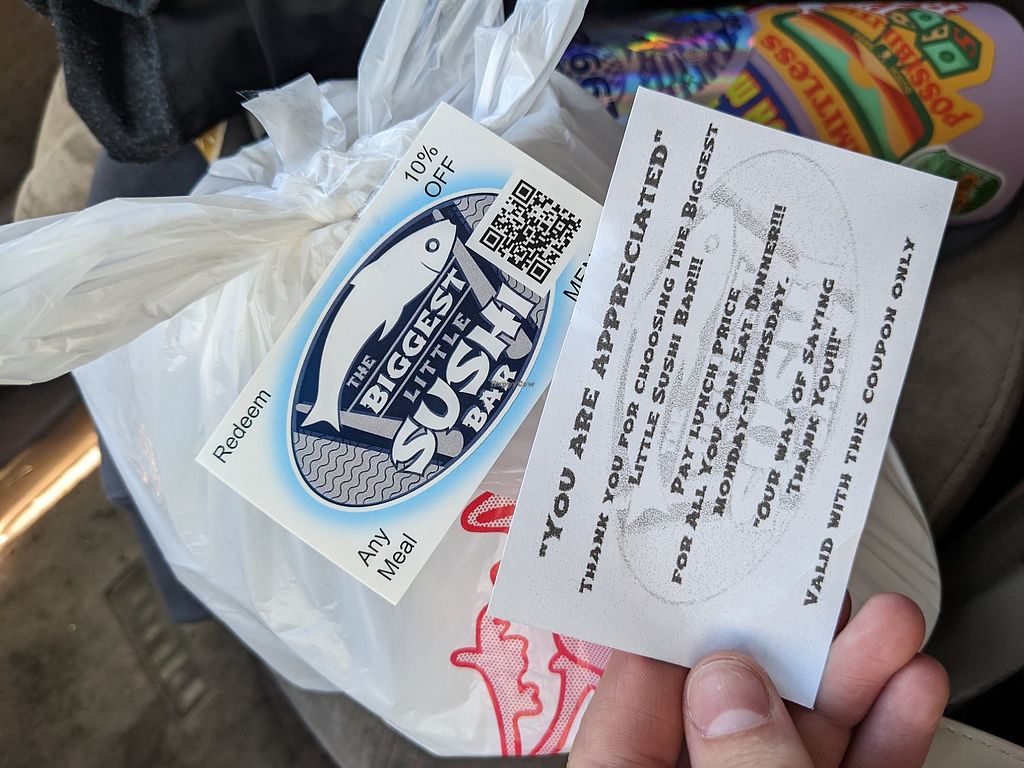 10%
OFF
THE
BIGGEST
LITTLE
SUSHI
BAR
Redeem
Any
Meal
"YOU ARE APPRECIATED"
THANK YOU FOR CHOOSING THE BIGGEST
LITTLE SUSHI BAR!!!
PAY LUNCH PRICE
FOR ALL YOU CAN EAT DINNER!!!
MONDAY-THURSDAY.
"OUR WAY OF SAYING
THANK YOU!!!"
VALID WITH THIS COUPON ONLY
POSSIBILI
LIMITLESS